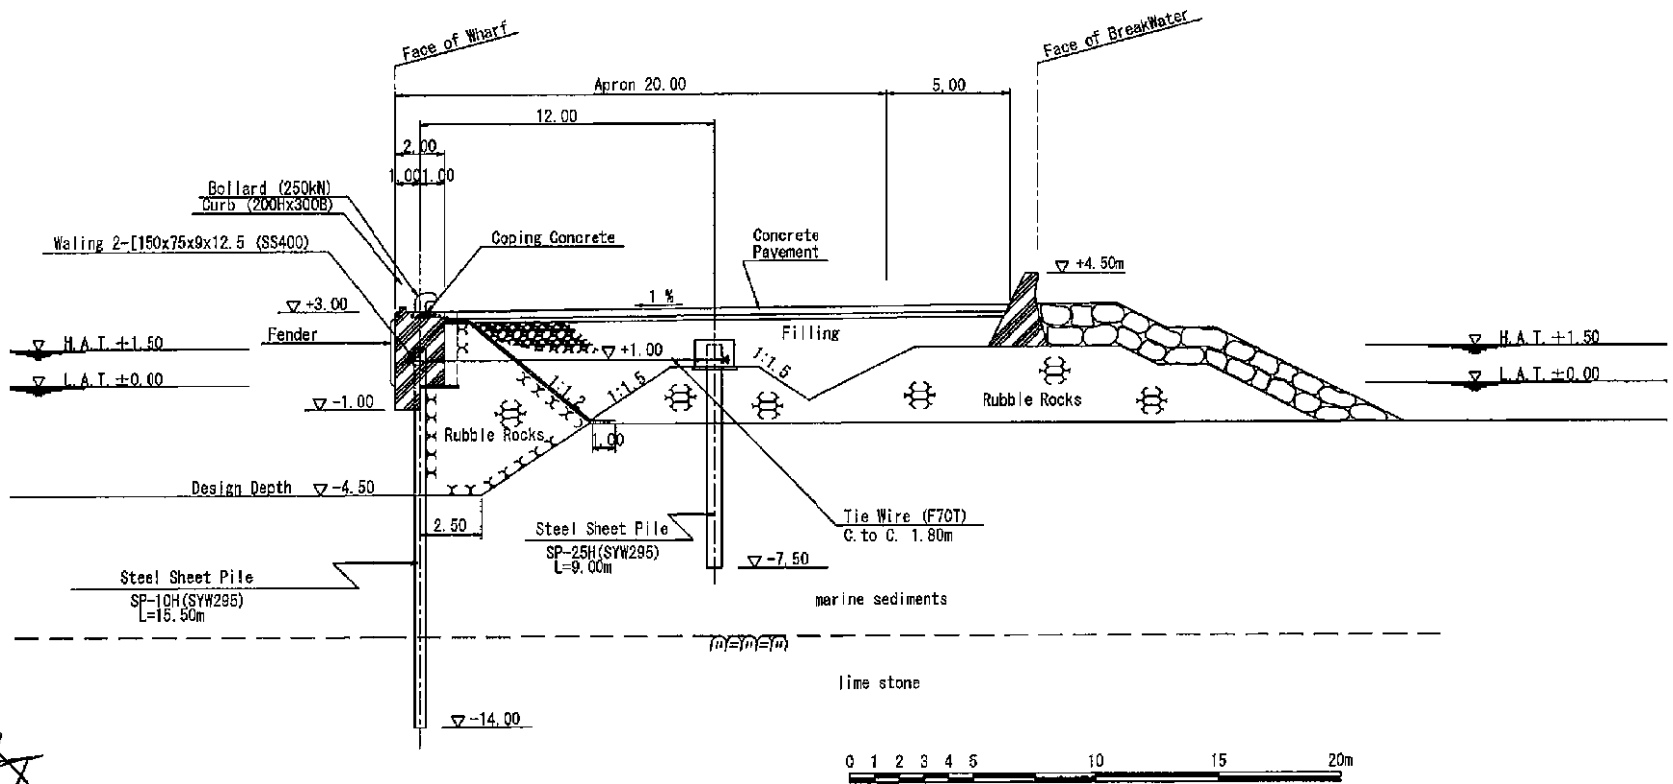 Face of Wharf
Face of BreakWater
Apron 20.00
5.00
12.00
2.00
1.00
1.00
Bollard (250kN)
Curb (200Hx300B)
Waling 2-[150x75x9x12.5 (SS400)
Coping Concrete
Concrete
Pavement
+4.50m
+3.00
1 %
Fender
Filling
H.A.T. +1.50
+1.00
H.A.T. +1.50
L.A.T. ±0.00
1:1.2
1:1.5
1:1.5
L.A.T. ±0.00
-1.00
Rubble Rocks
Rubble Rocks
1.00
Design Depth
-4.50
2.50
Steel Sheet Pile
SP-25H(SYW295)
L=9.00m
Tie Wire (F70T)
C.to C. 1.80m
-7.50
Steel Sheet Pile
SP-10H(SYW295)
L=15.50m
marine sediments
lime stone
-14.00
0 1 2 3 4 5 10 15 20m